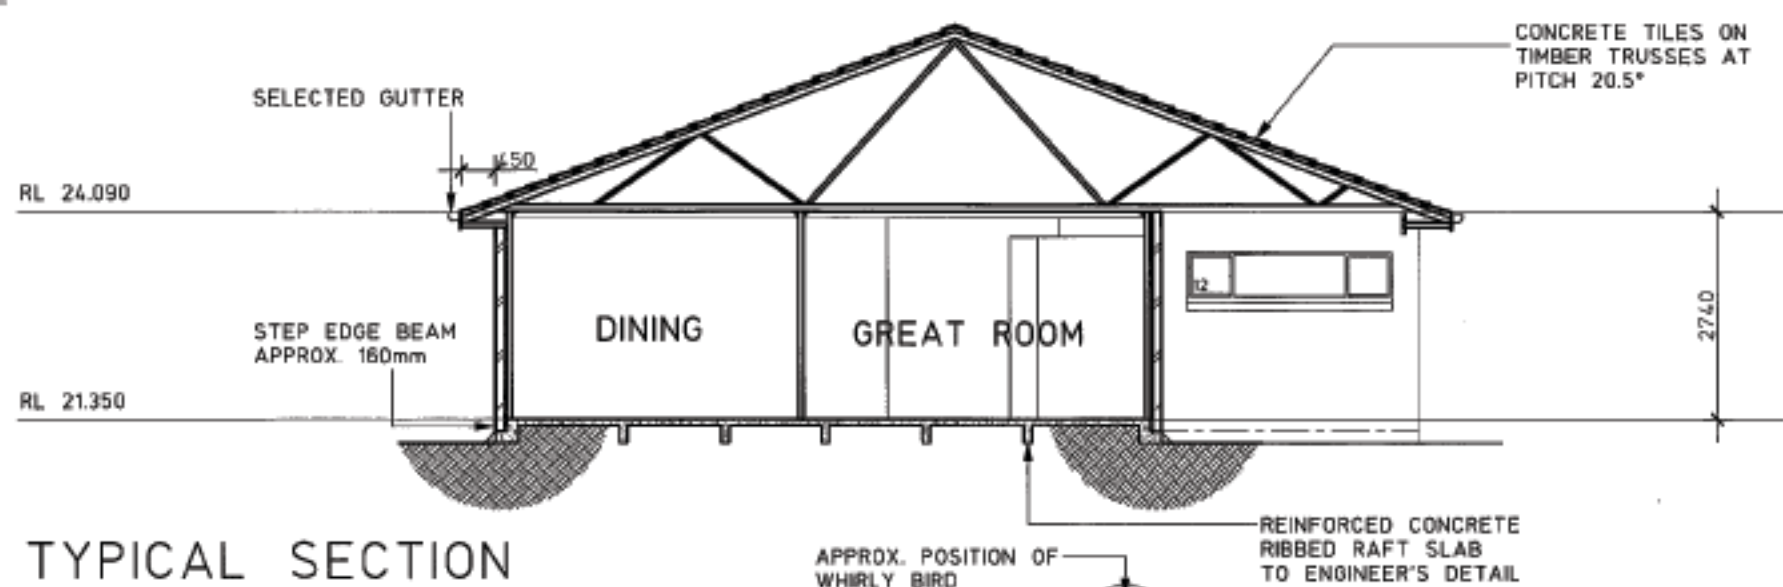 CONCRETE TILES ON
TIMBER TRUSSES AT
PITCH 20.5°
SELECTED GUTTER
450
RL 24.090
12
DINING
GREAT ROOM
2740
STEP EDGE BEAM
APPROX. 160mm
RL 21.350
REINFORCED CONCRETE
RIBBED RAFT SLAB
TO ENGINEER'S DETAIL
TYPICAL SECTION
APPROX. POSITION OF
WHIRLY BIRD